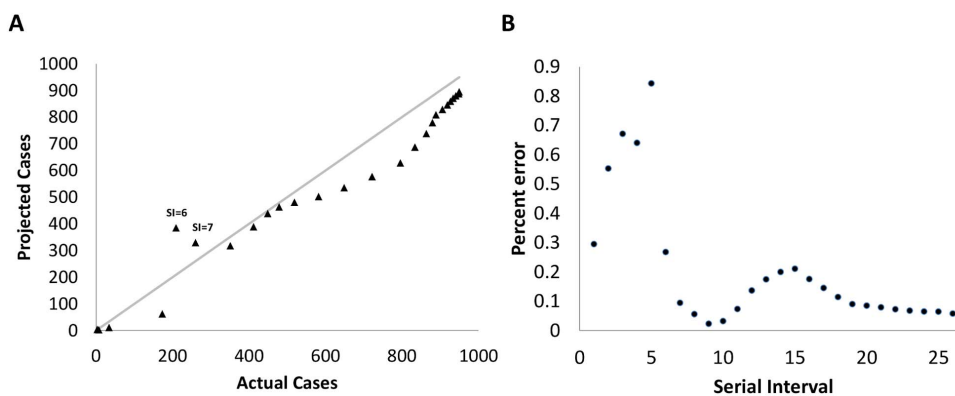 A
Projected Cases
1000
900
800
700
600
500
400
300
200
100
0
SI=6
SI=7
0 200 400 600 800 1000
Actual Cases
B
Percent error
0.9
0.8
0.7
0.6
0.5
0.4
0.3
0.2
0.1
0
0 5 10 15 20 25
Serial Interval